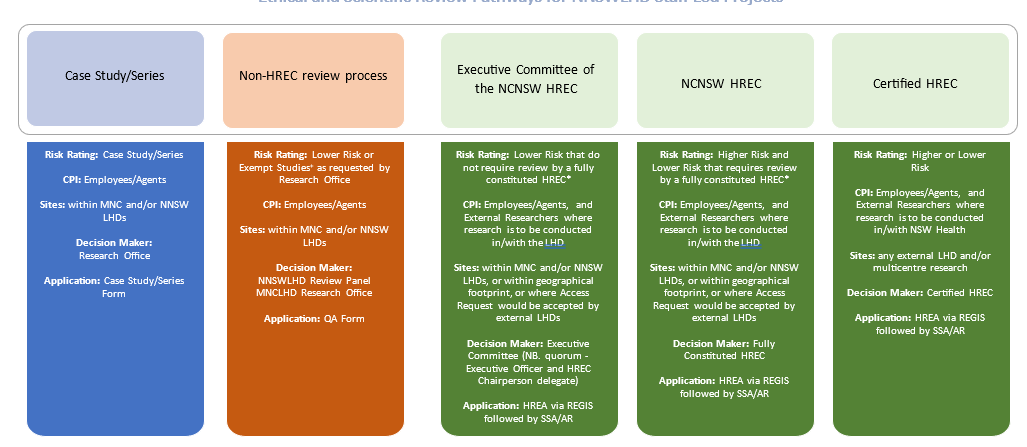 Ethical and Scientific Review Pathways for NNSWLHD Staff Led Projects
Case Study/Series
Non-HREC review process
Executive Committee of
the NCNSW HREC
NCNSW HREC
Certified HREC
Risk Rating: Case Study/Series
CPI: Employees/Agents
Sites: within MNC and/or NNSW
LHDs
Decision Maker:
Research Office
Application: Case Study/Series
Form
Risk Rating: Lower Risk or
Exempt Studies* as requested by
Research Office
CPI: Employees/Agents
Sites: within MNC and/or NNSW
LHDs
Decision Maker:
NNSWLHD Review Panel
MNCLHD Research Office
Application: QA Form
Risk Rating: Lower Risk that do
not require review by a fully
constituted HREC*
CPI: Employees/Agents, and
External Researchers where
research is to be conducted
in/with the LHD
Sites: within MNC and/or NNSW
LHDs, or within geographical
footprint, or where Access
Request would be accepted by
external LHDs
Decision Maker: Executive
Committee (NB. quorum -
Executive Officer and HREC
Chairperson delegate)
Application: HREA via REGIS
followed by SSA/AR
Risk Rating: Higher Risk and
Lower Risk that requires review
by a fully constituted HREC*
CPI: Employees/Agents, and
External Researchers where
research is to be conducted
in/with the LHD
Sites: within MNC and/or NNSW
LHDs, or within geographical
footprint, or where Access
Request would be accepted by
external LHDs
Decision Maker: Fully
Constituted HREC
Application: HREA via REGIS
followed by SSA/AR
Risk Rating: Higher or Lower
Risk
CPI: Employees/Agents, and
External Researchers where
research is to be conducted
in/with NSW Health
Sites: any external LHD and/or
multicentre research
Decision Maker: Certified HREC
Application: HREA via REGIS
followed by SSA/AR